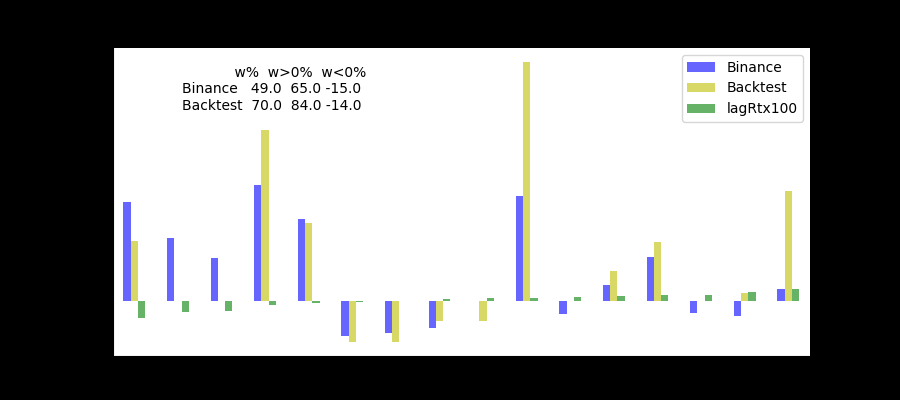 w% w>0% w<0%
Binance 49.0 65.0 -15.0
Backtest 70.0 84.0 -14.0
Binance
Backtest
lagRtx100